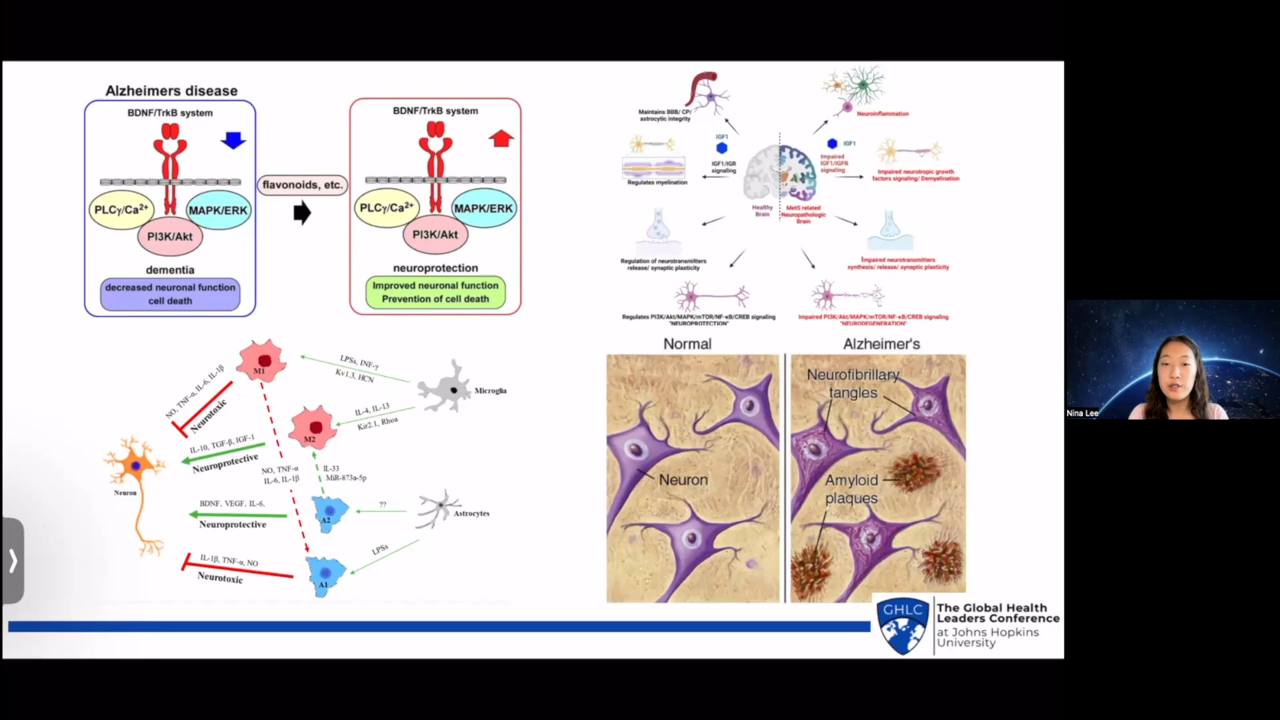 Alzheimers disease
BDNF/TrkB system
PLCγ/Ca²⁺
MAPK/ERK
PI3K/Akt
dementia
decreased neuronal function
cell death
flavonoids, etc.
BDNF/TrkB system
PLCγ/Ca²⁺
MAPK/ERK
PI3K/Akt
neuroprotection
Improved neuronal function
Prevention of cell death
Maintains BBB/ CP/
astrocytic integrity
Neuroinflammation
IGF1
IGF1/IGR
signaling
IGF1
Impaired
IGF1/IGFR
signaling
Regulates myelination
Impaired neurotropic growth
factors signaling/ Demyelination
Healthy
Brain
MetS related
Neuropathologic
Brain
Regulation of neurotransmitters
release/ synaptic plasticity
Impaired neurotransmitters
synthesis/ release/ synaptic plasticity
Regulates PI3K/Akt/MAPK/mTOR/NF-κB/CREB signaling
"NEUROPROTECTION"
Impaired PI3K/Akt/MAPK/mTOR/NF-κB/CREB signaling
"NEURODEGENERATION"
M1
LPSs, INF-γ
Kv1.3, HCN
Microglia
NO, TNF-α, IL-6, IL-1β
Neurotoxic
M2
IL-4, IL-13
Kir2.1, Rhoa
IL-10, TGF-β, IGF-1
Neuroprotective
NO, TNF-α
IL-6, IL-1β
IL-33
MiR-873a-5p
Neuron
BDNF, VEGF, IL-6,
Neuroprotective
A2
??
Astrocytes
LPSs
IL-1β, TNF-α, NO
Neurotoxic
A1
Normal
Alzheimer's
Neurofibrillary
tangles
Neuron
Amyloid
plaques
GHLC
The Global Health
Leaders Conference
at Johns Hopkins
University
Nina Lee